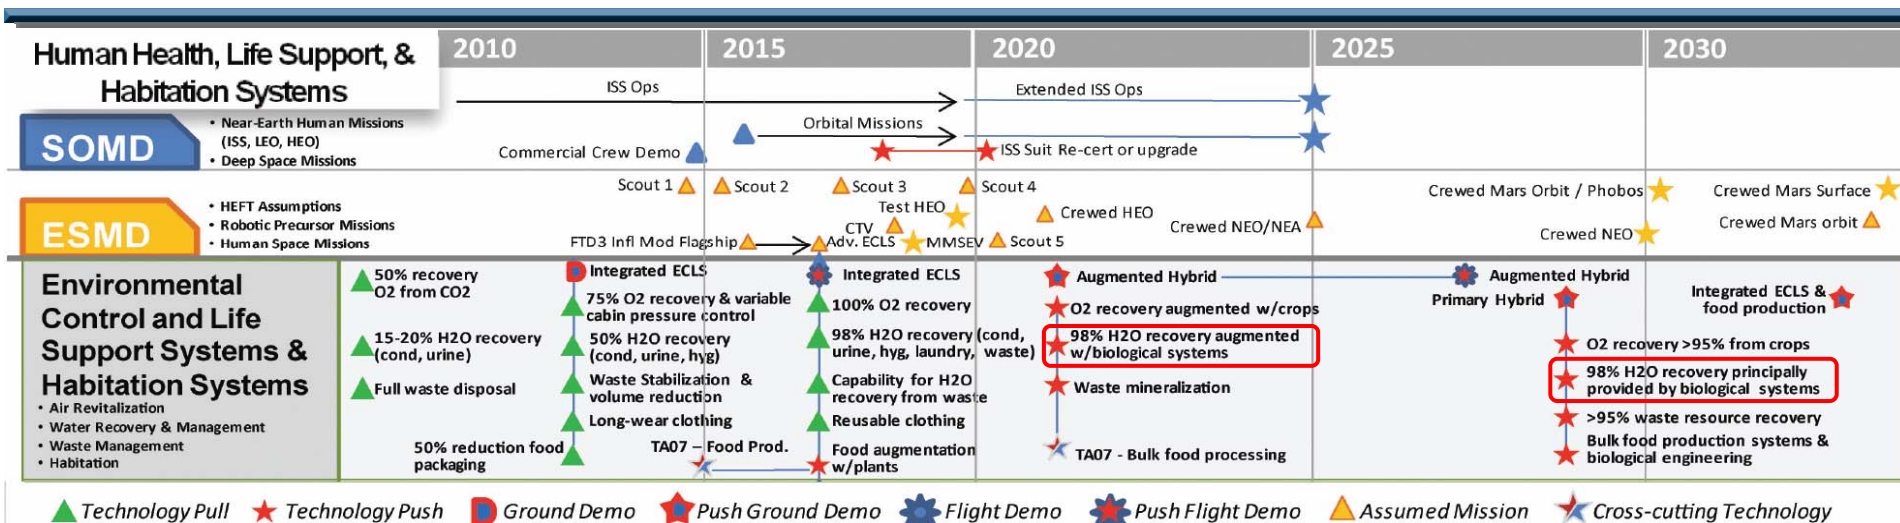 Human Health, Life Support, &
Habitation Systems
2010
2015
2020
2025
2030
ISS Ops
Extended ISS Ops
SOMD
• Near-Earth Human Missions
(ISS, LEO, HEO)
• Deep Space Missions
Orbital Missions
Commercial Crew Demo
ISS Suit Re-cert or upgrade
ESMD
• HEFT Assumptions
• Robotic Precursor Missions
• Human Space Missions
Scout 1
Scout 2
Scout 3
Scout 4
Test HEO
CTV
Crewed HEO
FTD3 Infl Mod Flagship
Adv. ECLS
MMSEV
Scout 5
Crewed NEO/NEA
Crewed Mars Orbit / Phobos
Crewed Mars Surface
Crewed NEO
Crewed Mars orbit
Environmental
Control and Life
Support Systems &
Habitation Systems
• Air Revitalization
• Water Recovery & Management
• Waste Management
• Habitation
50% recovery
O2 from CO2
15-20% H2O recovery
(cond, urine)
Full waste disposal
50% reduction food
packaging
Integrated ECLS
75% O2 recovery & variable
cabin pressure control
50% H2O recovery
(cond, urine, hyg)
Waste Stabilization &
volume reduction
Long-wear clothing
TA07 – Food Prod.
Integrated ECLS
100% O2 recovery
98% H2O recovery (cond,
urine, hyg, laundry, waste)
Capability for H2O
recovery from waste
Reusable clothing
Food augmentation
w/plants
Augmented Hybrid
O2 recovery augmented w/crops
98% H2O recovery augmented
w/biological systems
Waste mineralization
TA07 - Bulk food processing
Augmented Hybrid
Primary Hybrid
O2 recovery >95% from crops
98% H2O recovery principally
provided by biological systems
>95% waste resource recovery
Bulk food production systems &
biological engineering
Integrated ECLS &
food production
Technology Pull
Technology Push
Ground Demo
Push Ground Demo
Flight Demo
Push Flight Demo
Assumed Mission
Cross-cutting Technology